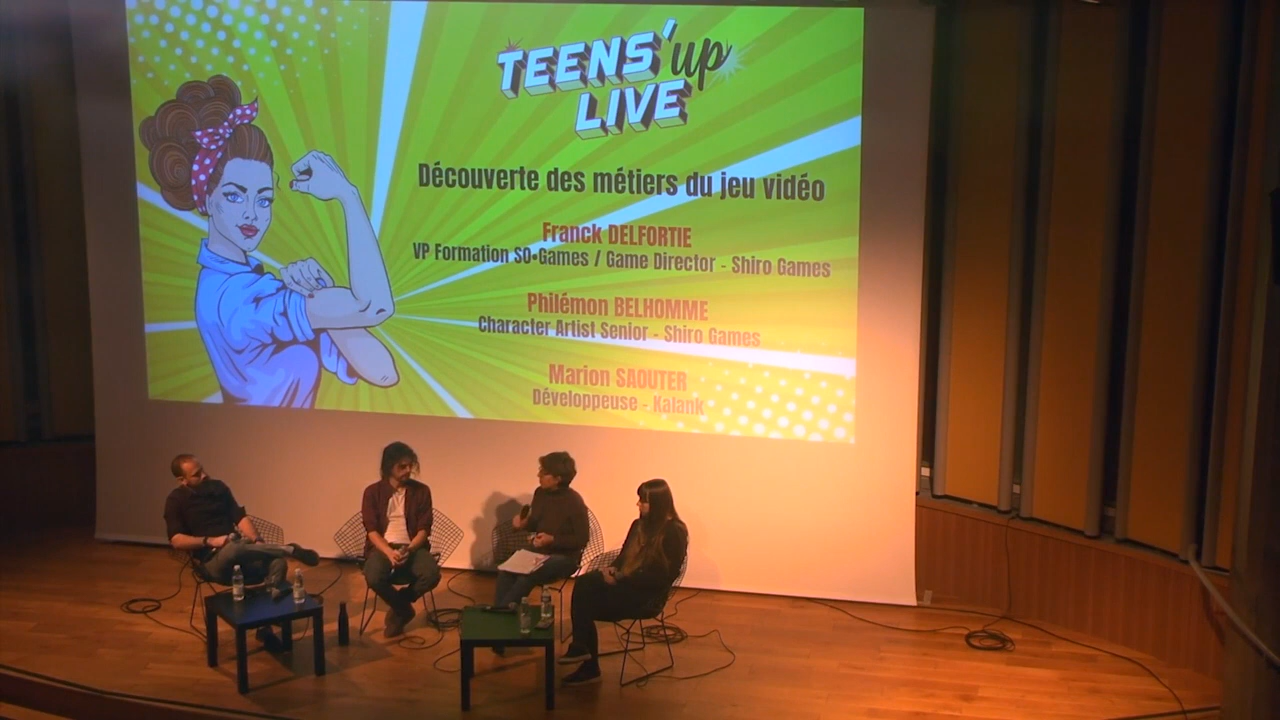 TEENS'up
LIVE
Découverte des métiers du jeu vidéo
Franck DELFORTIE
VP Formation SO•Games / Game Director - Shiro Games
Philémon BELHOMME
Character Artist Senior - Shiro Games
Marion SAOUTER
Développeuse - Kalank